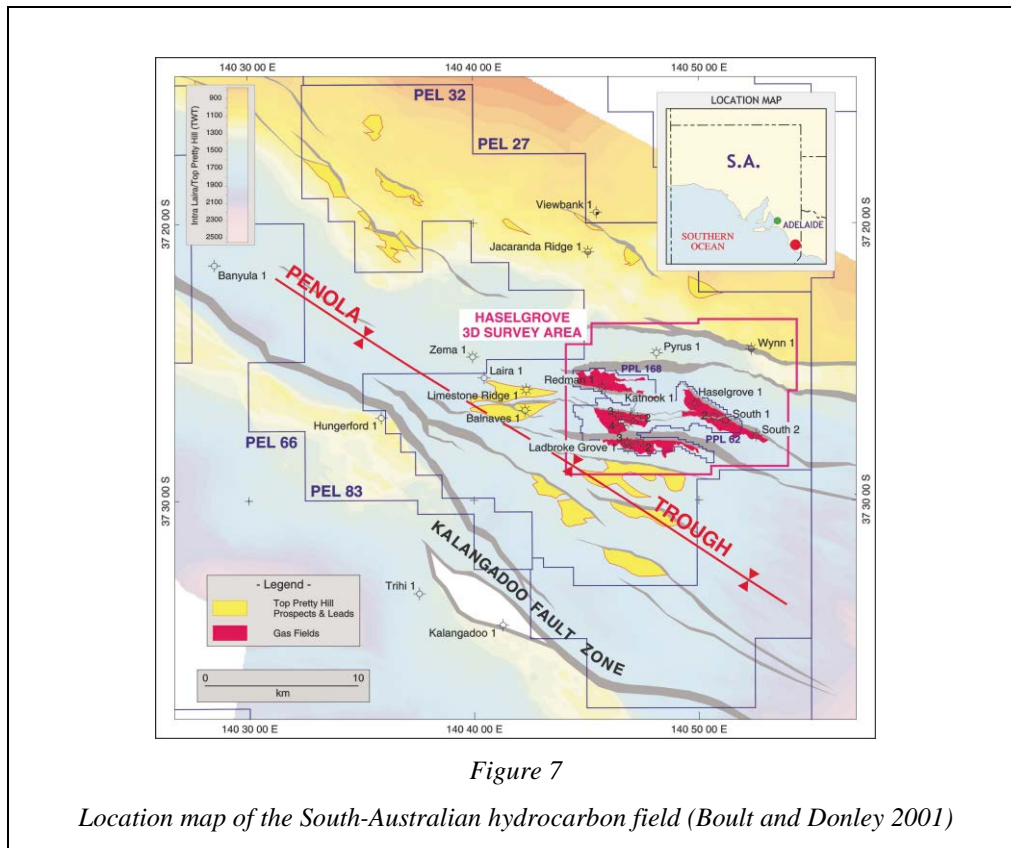 140 30 00 E
140 40 00 E
140 50 00 E
PEL 32
PEL 27
Intra Laira/Top Pretty Hill (TWT)
900
1100
1300
1500
1700
1900
2100
2300
2500
LOCATION MAP
S.A.
ADELAIDE
SOUTHERN
OCEAN
37 20 00 S
37 20 00 S
Viewbank 1
Jacaranda Ridge 1
Banyula 1
PENOLA
HASELGROVE
3D SURVEY AREA
Zema 1
Pyrus 1
Wynn 1
Laira 1
PPL 168
Redman 1
Limestone Ridge 1
Katnook 1
Haselgrove 1
Balnaves 1
3
2
4
2
South 1
South 2
Hungerford 1
PEL 66
Ladbroke Grove 1
3
2
PPL 62
PEL 83
37 30 00 S
37 30 00 S
TROUGH
KALANGADOO FAULT ZONE
Trihi 1
Kalangadoo 1
- Legend -
Top Pretty Hill
Prospects & Leads
Gas Fields
0 10
km
140 30 00 E
140 40 00 E
140 50 00 E
Figure 7
Location map of the South-Australian hydrocarbon field (Boult and Donley 2001)